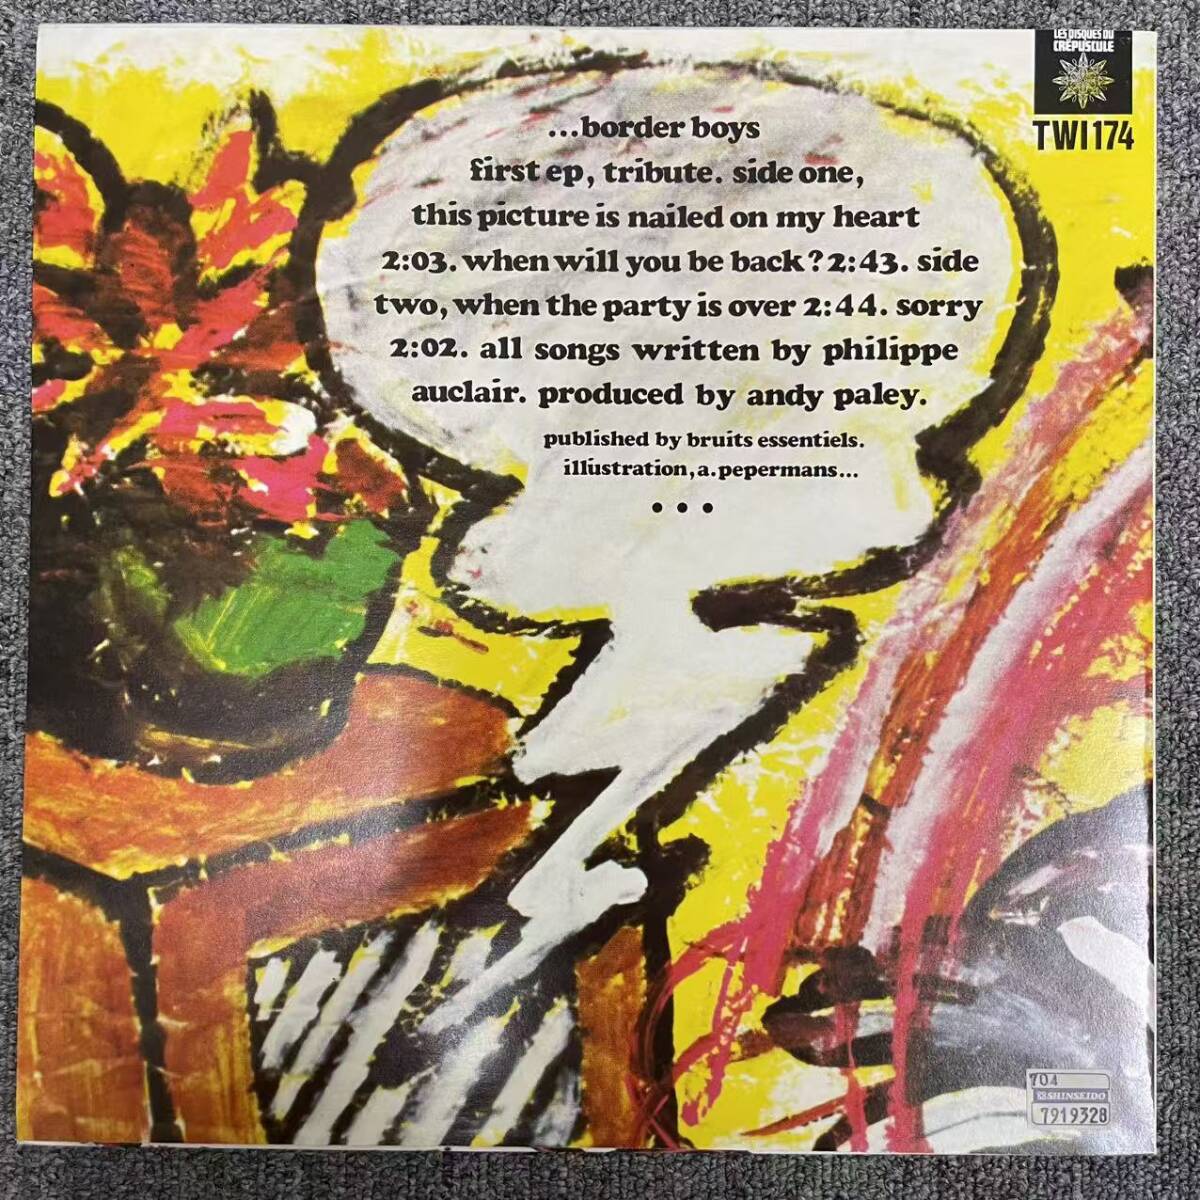 LES DISQUES DU
CRÉPUSCULE
TWI174
...border boys
first ep, tribute. side one,
this picture is nailed on my heart
2:03. when will you be back? 2:43. side
two, when the party is over 2:44. sorry
2:02. all songs written by philippe
auclair. produced by andy paley.
published by bruits essentiels.
illustration, a. pepermans...
• • •
704
SHINSEIDO
7919328